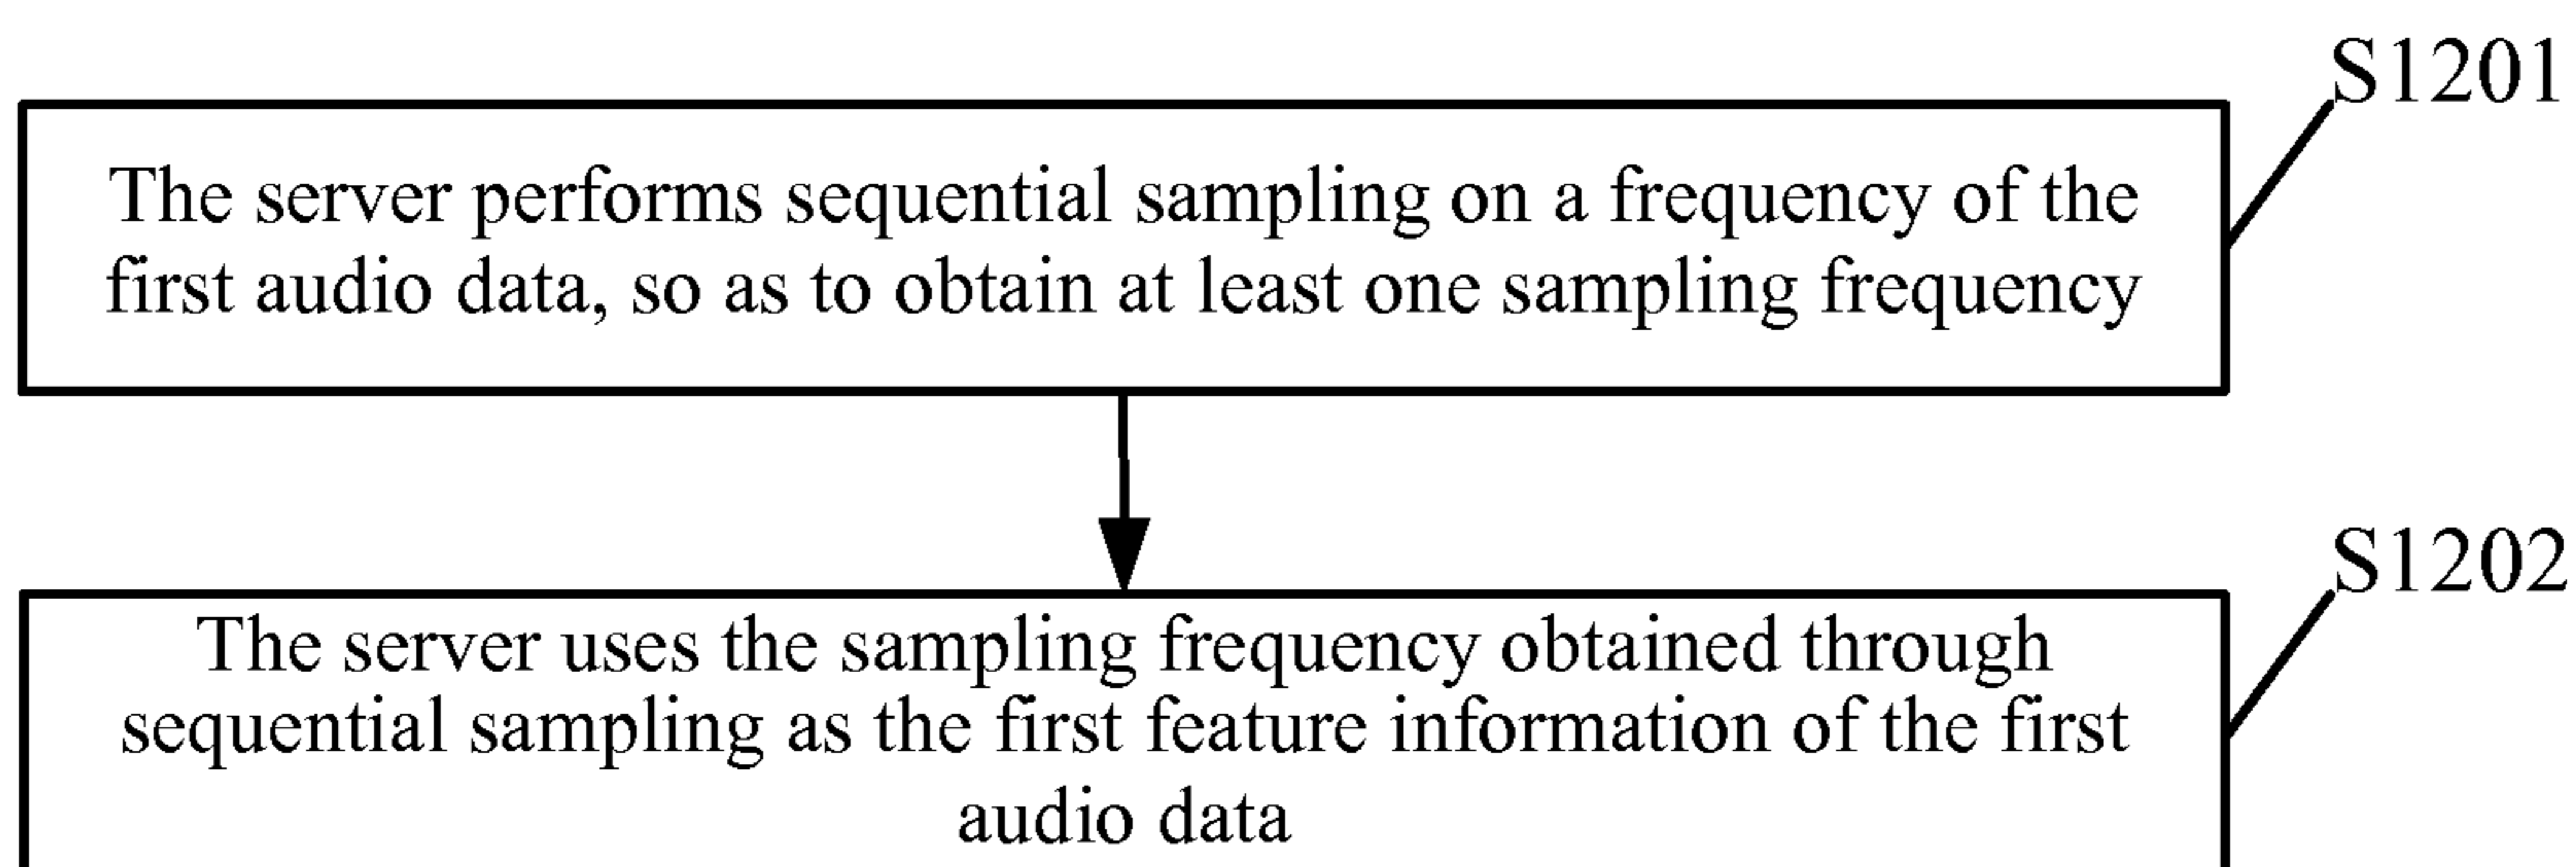 S1201
The server performs sequential sampling on a frequency of the
first audio data, so as to obtain at least one sampling frequency
S1202
The server uses the sampling frequency obtained through
sequential sampling as the first feature information of the first
audio data